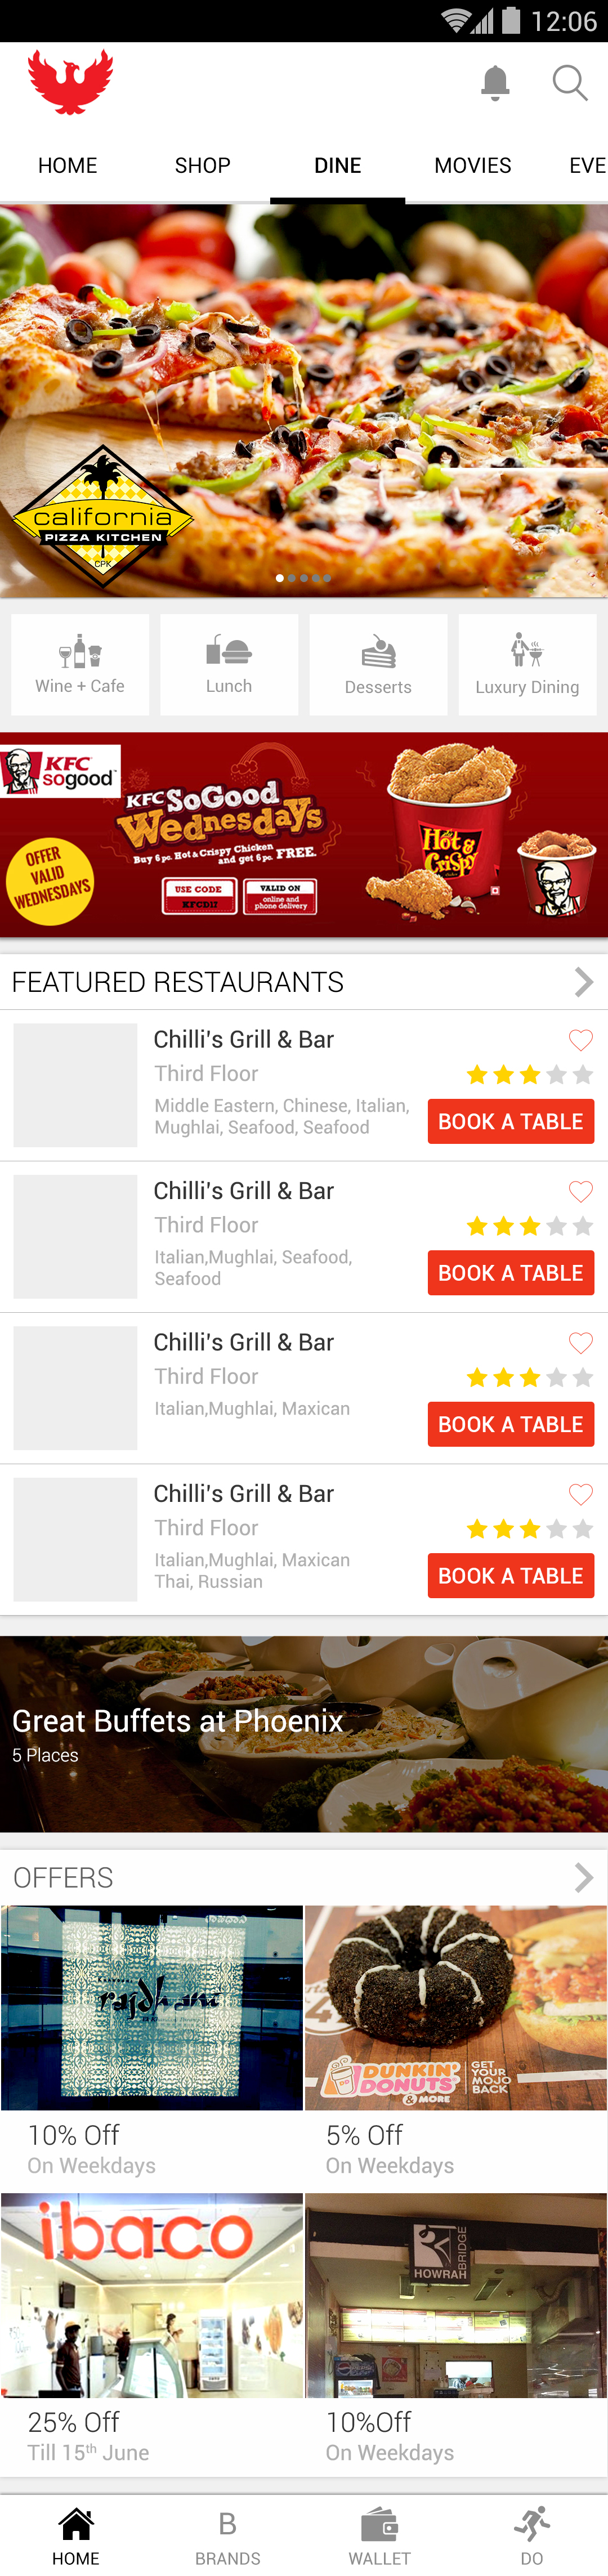 12:06
HOME SHOP DINE MOVIES EVE
california
PIZZA KITCHEN
CPK
Wine + Cafe Lunch Desserts Luxury Dining
KFC
sogood
KFC SoGood
Wednesdays
Buy 6 pc. Hot & Crispy Chicken
and get 6 pc. FREE.
OFFER
VALID
WEDNESDAYS
USE CODE
KFCD17
VALID ON
online and
phone delivery
Hot &
Crispy
KFC
FEATURED RESTAURANTS
Chilli's Grill & Bar
Third Floor
Middle Eastern, Chinese, Italian,
Mughlai, Seafood, Seafood
BOOK A TABLE
Chilli's Grill & Bar
Third Floor
Italian,Mughlai, Seafood,
Seafood
BOOK A TABLE
Chilli's Grill & Bar
Third Floor
Italian,Mughlai, Maxican
BOOK A TABLE
Chilli's Grill & Bar
Third Floor
Italian,Mughlai, Maxican
Thai, Russian
BOOK A TABLE
Great Buffets at Phoenix
5 Places
OFFERS
rajdhani
DUNKIN'
DONUTS
& MORE
GET
YOUR
MOJO
BACK
10% Off
On Weekdays
5% Off
On Weekdays
ibaco
HOWRAH
BRIDGE
25% Off
Till 15th June
10%Off
On Weekdays
B
HOME BRANDS WALLET DO